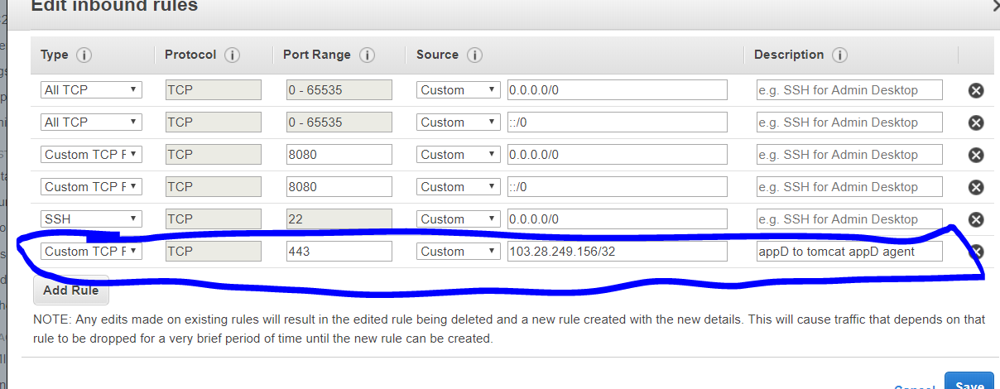 Edit inbound rules
Type Protocol Port Range Source Description
All TCP TCP 0 - 65535 Custom 0.0.0.0/0 e.g. SSH for Admin Desktop
All TCP TCP 0 - 65535 Custom ::/0 e.g. SSH for Admin Desktop
Custom TCP F TCP 8080 Custom 0.0.0.0/0 e.g. SSH for Admin Desktop
Custom TCP F TCP 8080 Custom ::/0 e.g. SSH for Admin Desktop
SSH TCP 22 Custom 0.0.0.0/0 e.g. SSH for Admin Desktop
Custom TCP F TCP 443 Custom 103.28.249.156/32 appD to tomcat appD agent
Add Rule
NOTE: Any edits made on existing rules will result in the edited rule being deleted and a new rule created with the new details. This will cause traffic that depends on that
rule to be dropped for a very brief period of time until the new rule can be created.
Cancel Save